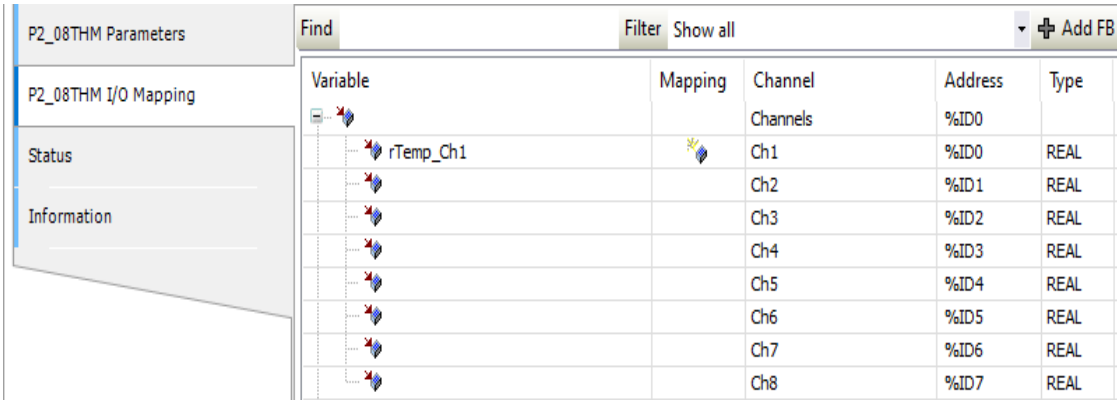 P2_08THM Parameters
P2_08THM I/O Mapping
Status
Information
Find Filter Show all Add FB
Variable Mapping Channel Address Type
Channels %ID0
rTemp_Ch1 Ch1 %ID0 REAL
Ch2 %ID1 REAL
Ch3 %ID2 REAL
Ch4 %ID3 REAL
Ch5 %ID4 REAL
Ch6 %ID5 REAL
Ch7 %ID6 REAL
Ch8 %ID7 REAL